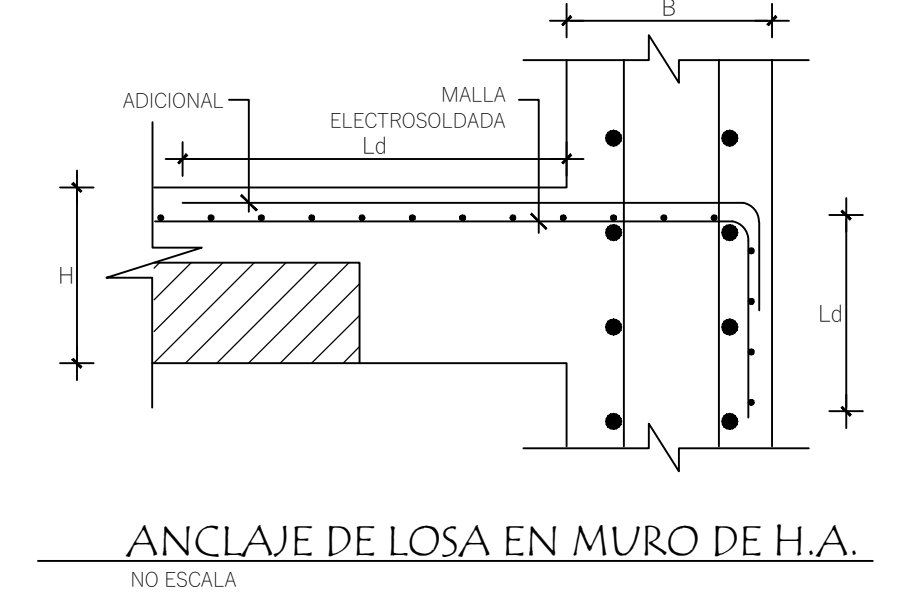 B
ADICIONAL
MALLA
ELECTROSOLDADA
Ld
H
Ld
ANCLAJE DE LOSA EN MURO DE H.A.
NO ESCALA